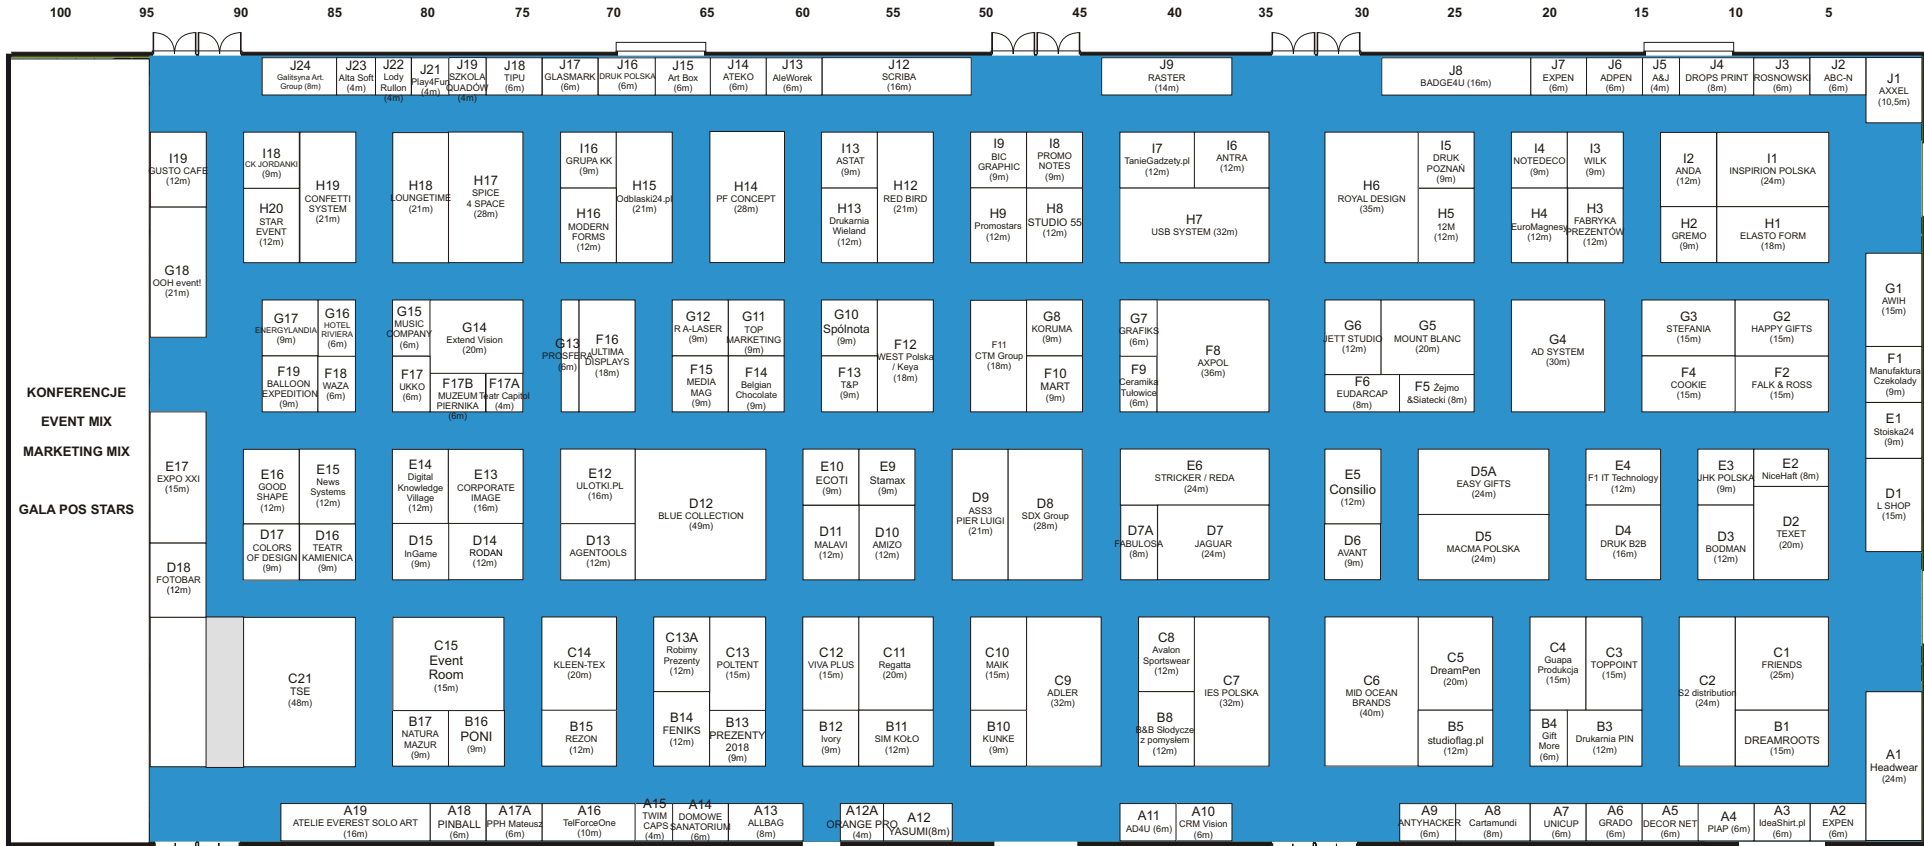 100 95 90 85 80 75 70 65 60 50 45 40 35 30 25 20 15 10 5
J24
Galitsyna Art.
Group (8m)
J23
Alta Soft
(4m)
J22
Lody
Rullon
(4m)
J21
Play4Fun
(4m)
J19
SZKOLA
QUADÓW
(4m)
J18
TIPU
(6m)
J17
GLASMARK
(6m)
J16
DRUK POLSKA
(6m)
J15
Art Box
(6m)
J14
ATEKO
(6m)
J13
AleWorek
(6m)
J12
SCRIBA
(16m)
J9
RASTER
(14m)
J8
BADGE4U (16m)
J7
EXPEN
(6m)
J6
ADPEN
(6m)
J5
A&J
(4m)
J4
DROPS PRINT
(8m)
J3
ROSNOWSKI
(6m)
J2
ABC-N
(6m)
J1
AXXEL
(10,5m)
I19
GUSTO CAFE
(12m)
I18
CK JORDANKI
(9m)
H19
CONFETTI
SYSTEM
(21m)
H20
STAR
EVENT
(12m)
H18
LOUNGETIME
(21m)
H17
SPICE
4 SPACE
(28m)
I16
GRUPA KK
(9m)
H16
MODERN
FORMS
(12m)
H15
Odblaski24.pl
(21m)
H14
PF CONCEPT
(28m)
I13
ASTAT
(9m)
H13
Drukarnia
Wieland
(12m)
H12
RED BIRD
(21m)
I9
BIC
GRAPHIC
(9m)
I8
PROMO
NOTES
(9m)
H9
Promostars
(12m)
H8
STUDIO 55
(12m)
I7
TanieGadzety.pl
(12m)
I6
ANTRA
(12m)
H7
USB SYSTEM (32m)
H6
ROYAL DESIGN
(35m)
I5
DRUK
POZNAŃ
(9m)
H5
12M
(12m)
I4
NOTEDECO
(9m)
I3
WILK
(9m)
H4
EuroMagnesy
(12m)
H3
FABRYKA
PREZENTÓW
(12m)
I2
ANDA
(12m)
I1
INSPIRION POLSKA
(24m)
H2
GREMO
(9m)
H1
ELASTO FORM
(18m)
G18
OOH event!
(21m)
G17
ENERGYLANDIA
(9m)
G16
HOTEL
RIVIERA
(6m)
F19
BALLOON
EXPEDITION
(9m)
F18
WAZA
(6m)
G15
MUSIC
COMPANY
(6m)
G14
Extend Vision
(20m)
F17
UKKO
(6m)
F17B
MUZEUM
PIERNIKA
(6m)
F17A
Teatr Capitol
(4m)
G13
PROSFERA
(6m)
F16
ULTIMA
DISPLAYS
(18m)
G12
R A-LASER
(9m)
G11
TOP
MARKETING
(9m)
F15
MEDIA
MAG
(9m)
F14
Belgian
Chocolate
(9m)
G10
Spólnota
(9m)
F13
T&P
(9m)
F12
WEST Polska
/ Keya
(18m)
F11
CTM Group
(18m)
G8
KORUMA
(9m)
F10
MART
(9m)
G7
GRAFIKS
(6m)
F9
Ceramika
Tułowice
(6m)
F8
AXPOL
(36m)
G6
JETT STUDIO
(12m)
G5
MOUNT BLANC
(20m)
F6
EUDARCAP
(8m)
F5 Żejmo
&Siatecki (8m)
G4
AD SYSTEM
(30m)
G3
STEFANIA
(15m)
G2
HAPPY GIFTS
(15m)
F4
COOKIE
(15m)
F2
FALK & ROSS
(15m)
G1
AWIH
(15m)
F1
Manufaktura
Czekolady
(9m)
E1
Stoiska24
(9m)
D1
L SHOP
(15m)
KONFERENCJE
EVENT MIX
MARKETING MIX
GALA POS STARS
E17
EXPO XXI
(15m)
D18
FOTOBAR
(12m)
E16
GOOD
SHAPE
(12m)
E15
News
Systems
(12m)
D17
COLORS
OF DESIGN
(9m)
D16
TEATR
KAMIENICA
(9m)
E14
Digital
Knowledge
Village
(12m)
E13
CORPORATE
IMAGE
(16m)
D15
InGame
(9m)
D14
RODAN
(12m)
E12
ULOTKI.PL
(16m)
D13
AGENTOOLS
(12m)
D12
BLUE COLLECTION
(49m)
E10
ECOTI
(9m)
E9
Stamax
(9m)
D11
MALAVI
(12m)
D10
AMIZO
(12m)
D9
ASS3
PIER LUIGI
(21m)
D8
SDX Group
(28m)
E6
STRICKER / REDA
(24m)
D7A
FABULOSA
(8m)
D7
JAGUAR
(24m)
E5
Consilio
(12m)
D6
AVANT
(9m)
D5A
EASY GIFTS
(24m)
D5
MACMA POLSKA
(24m)
E4
F1 IT Technology
(12m)
D4
DRUK B2B
(16m)
E3
JHK POLSKA
(9m)
D3
BODMAN
(12m)
E2
NiceHaft (8m)
D2
TEXET
(20m)
C21
TSE
(48m)
C15
Event
Room
(15m)
B17
NATURA
MAZUR
(9m)
B16
PONI
(9m)
C14
KLEEN-TEX
(20m)
B15
REZON
(12m)
C13A
Robimy
Prezenty
(12m)
C13
POLTENT
(15m)
B14
FENIKS
(12m)
B13
PREZENTY
2018
(9m)
C12
VIVA PLUS
(15m)
C11
Regatta
(20m)
B12
Ivory
(9m)
B11
SIM KOŁO
(12m)
C10
MAIK
(15m)
B10
KUNKE
(9m)
C9
ADLER
(32m)
C8
Avalon
Sportswear
(12m)
B8
B&B Słodycze
z pomysłem
(12m)
C7
IES POLSKA
(32m)
C6
MID OCEAN
BRANDS
(40m)
C5
DreamPen
(20m)
B5
studioflag.pl
(12m)
C4
Guapa
Produkcja
(15m)
C3
TOPPOINT
(15m)
B4
Gift
More
(6m)
B3
Drukarnia PIN
(12m)
C2
S2 distribution
(24m)
C1
FRIENDS
(25m)
B1
DREAMROOTS
(15m)
A1
Headwear
(24m)
A19
ATELIE EVEREST SOLO ART
(16m)
A18
PINBALL
(6m)
A17A
PPH Mateusz
(6m)
A16
TelForceOne
(10m)
A15
TWIM
CAPS
(4m)
A14
DOMOWE
SANATORIUM
(6m)
A13
ALLBAG
(8m)
A12A
ORANGE PRO
(4m)
A12
YASUMI(8m)
A11
AD4U (6m)
A10
CRM Vision
(6m)
A9
ANTYHACKER
(6m)
A8
Cartamundi
(8m)
A7
UNICUP
(6m)
A6
GRADO
(6m)
A5
DECOR NET
(6m)
A4
PIAP (6m)
A3
IdeaShirt.pl
(6m)
A2
EXPEN
(6m)